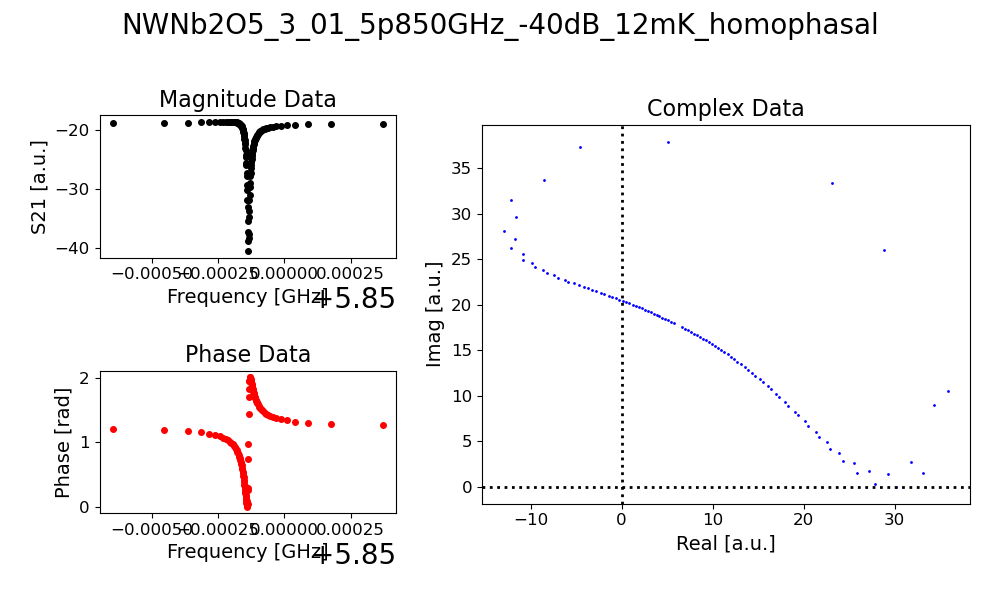 NWNb2O5_3_01_5p850GHz_-40dB_12mK_homophasal
Magnitude Data
S21 [a.u.]
−20
−30
−40
−0.00050 −0.00025 0.00000 0.00025
Frequency [GHz]
+5.85
Phase Data
Phase [rad]
2
1
0
−0.00050 −0.00025 0.00000 0.00025
Frequency [GHz]
+5.85
Complex Data
Imag [a.u.]
35
30
25
20
15
10
5
0
−10 0 10 20 30
Real [a.u.]